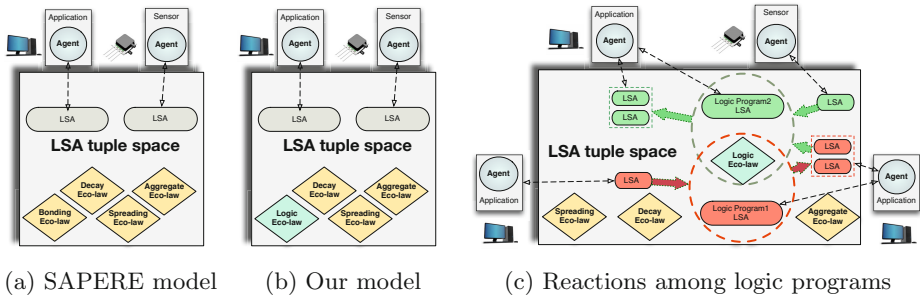 Application
Agent
Sensor
Agent
LSA
LSA
LSA tuple space
Decay
Eco-law
Aggregate
Eco-law
Bonding
Eco-law
Spreading
Eco-law
(a) SAPERE model
Application
Agent
Sensor
Agent
LSA
LSA
LSA tuple space
Decay
Eco-law
Aggregate
Eco-law
Logic
Eco-law
Spreading
Eco-law
(b) Our model
Application
Agent
Sensor
Agent
LSA
LSA
Logic Program2
LSA
LSA
LSA
LSA
LSA tuple space
Logic
Eco-law
Agent
Application
LSA
Agent
Application
Logic Program1
LSA
Spreading
Eco-law
Decay
Eco-law
Aggregate
Eco-law
(c) Reactions among logic programs